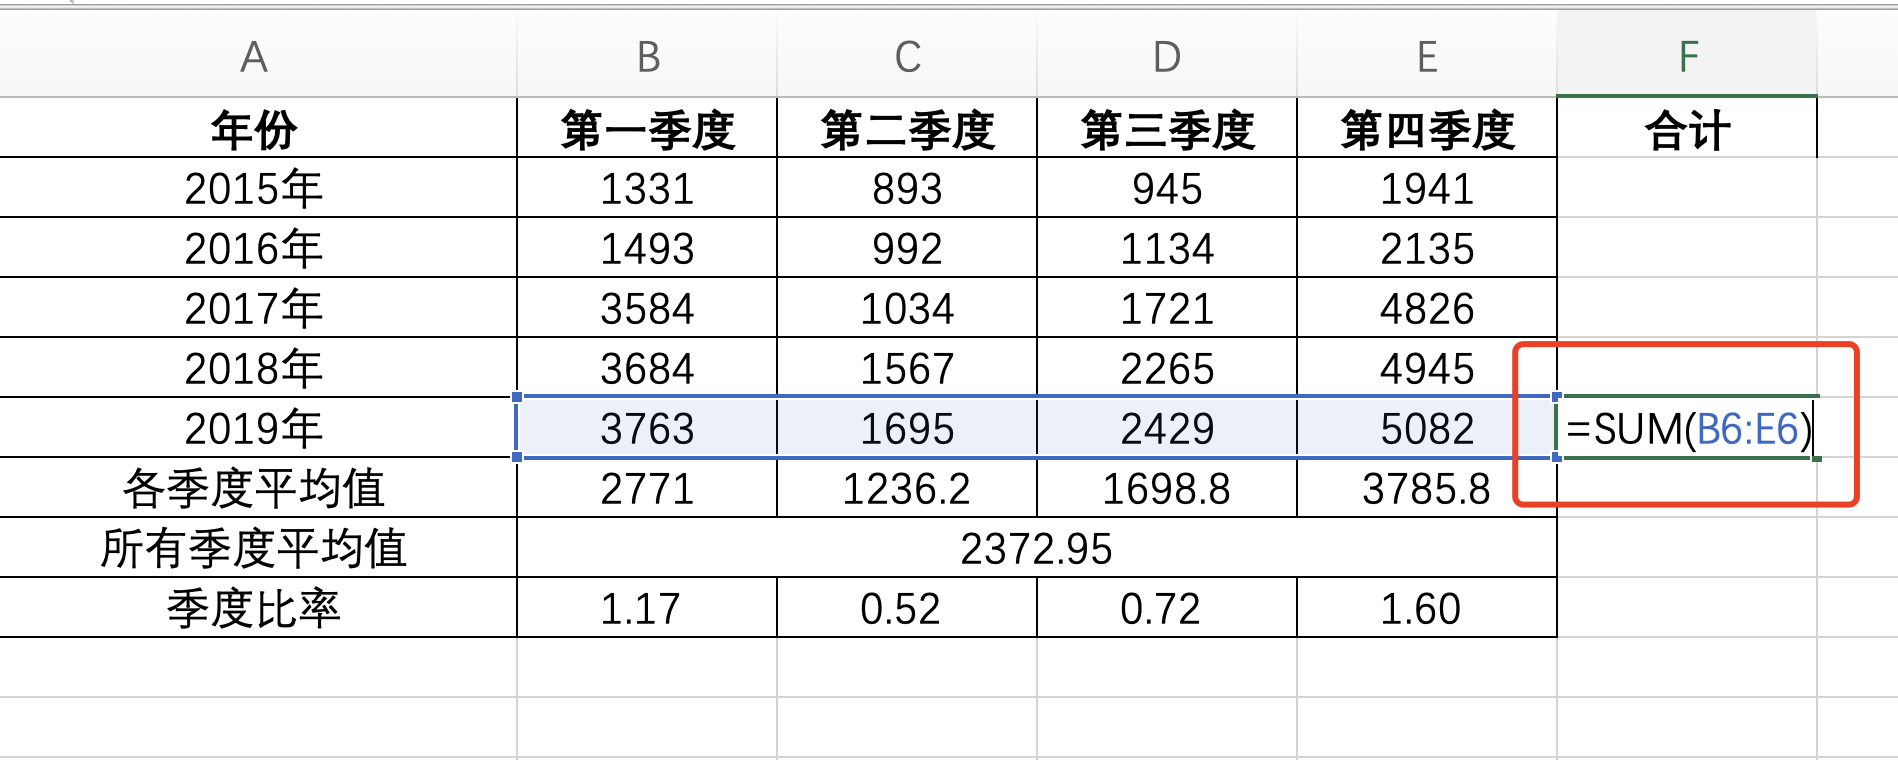 A B C D E F
年份 第一季度 第二季度 第三季度 第四季度 合计
2015年 1331 893 945 1941
2016年 1493 992 1134 2135
2017年 3584 1034 1721 4826
2018年 3684 1567 2265 4945
2019年 3763 1695 2429 5082 =SUM(B6:E6)
各季度平均值 2771 1236.2 1698.8 3785.8
所有季度平均值 2372.95
季度比率 1.17 0.52 0.72 1.60